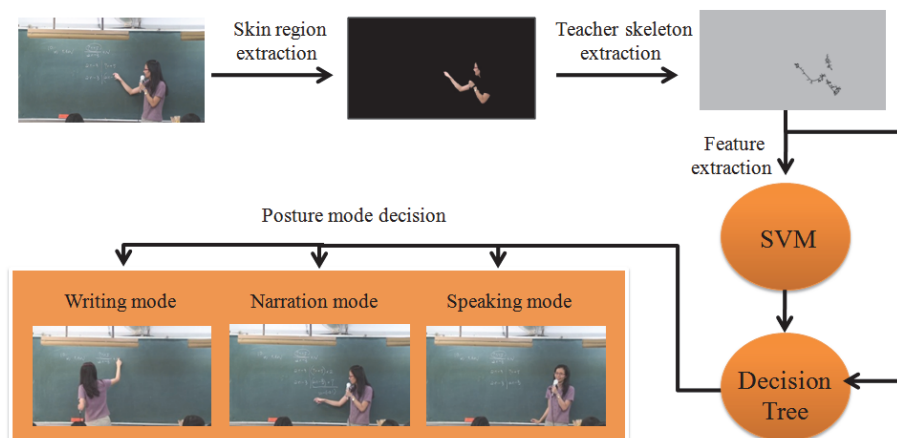 Skin region
extraction
Teacher skeleton
extraction
Feature
extraction
SVM
Posture mode decision
Writing mode
Narration mode
Speaking mode
Decision
Tree